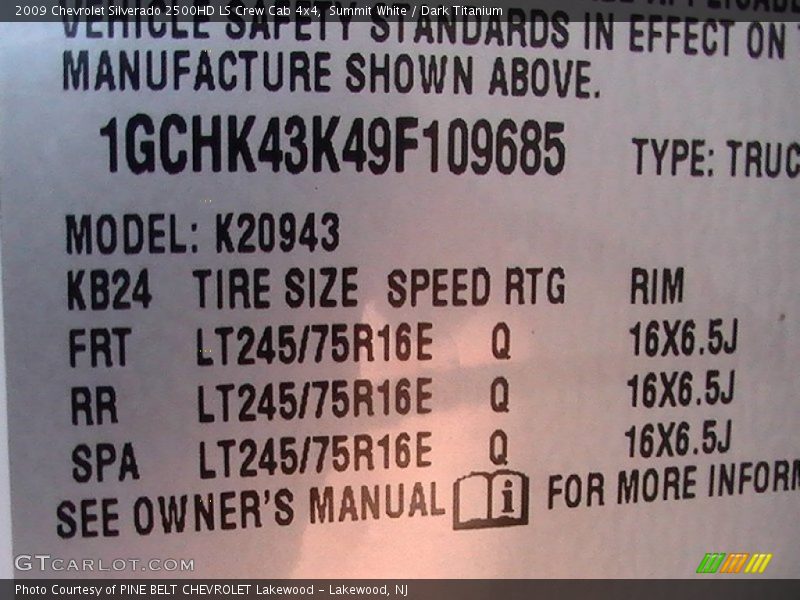 2009 Chevrolet Silverado 2500HD LS Crew Cab 4x4, Summit White / Dark Titanium
VEHICLE SAFETY STANDARDS IN EFFECT ON
MANUFACTURE SHOWN ABOVE.
1GCHK43K49F109685 TYPE: TRUC
MODEL: K20943
KB24 TIRE SIZE SPEED RTG RIM
FRT LT245/75R16E Q 16X6.5J
RR LT245/75R16E Q 16X6.5J
SPA LT245/75R16E Q 16X6.5J
SEE OWNER'S MANUAL i FOR MORE INFORM
GTCARLOT.COM
Photo Courtesy of PINE BELT CHEVROLET Lakewood - Lakewood, NJ